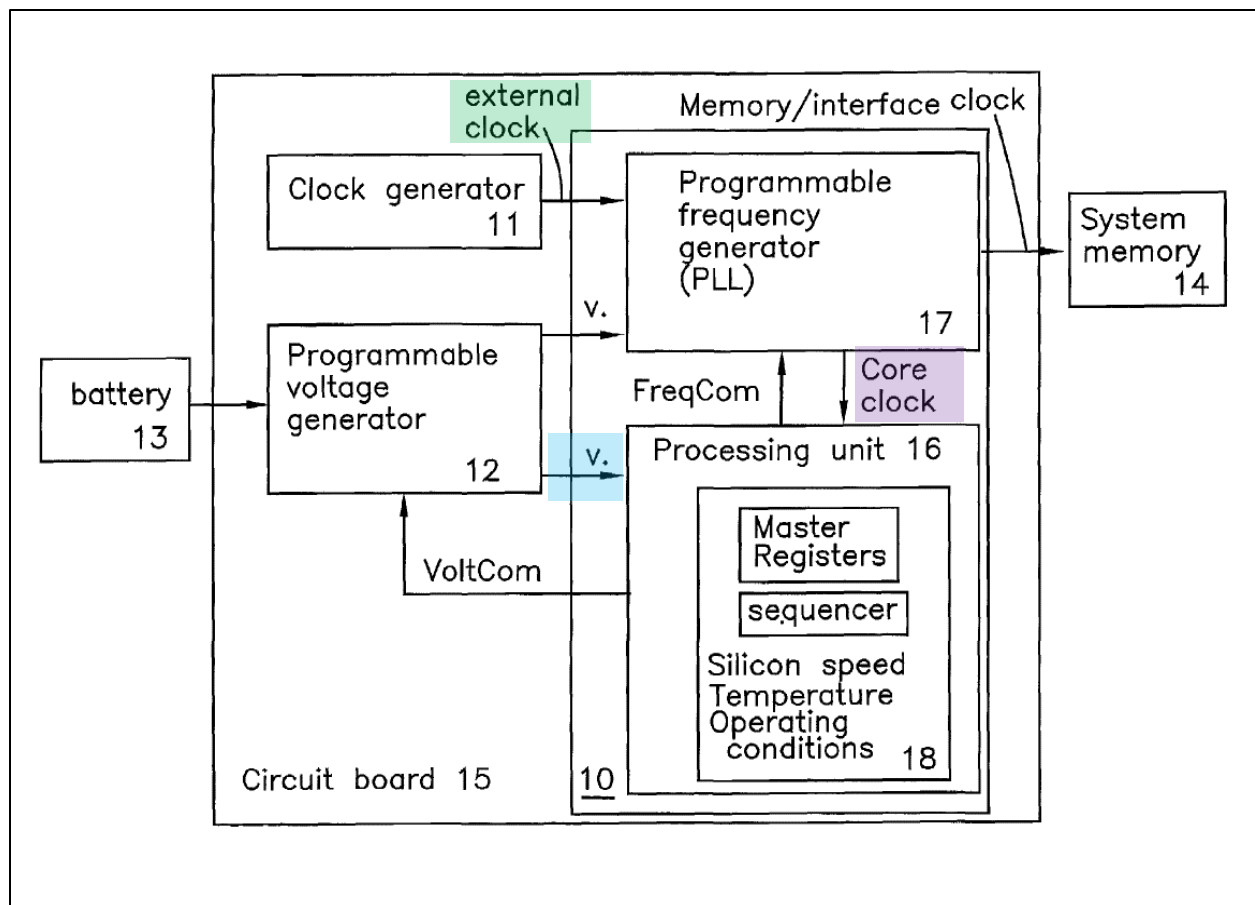 external
clock
Memory/interface clock
Clock generator
11
Programmable
frequency
generator
(PLL)
17
System
memory
14
v.
Programmable
voltage
generator
12
battery
13
FreqCom
Core
clock
v.
Processing unit 16
Master
Registers
sequencer
VoltCom
Silicon speed
Temperature
Operating
conditions
18
Circuit board 15
10